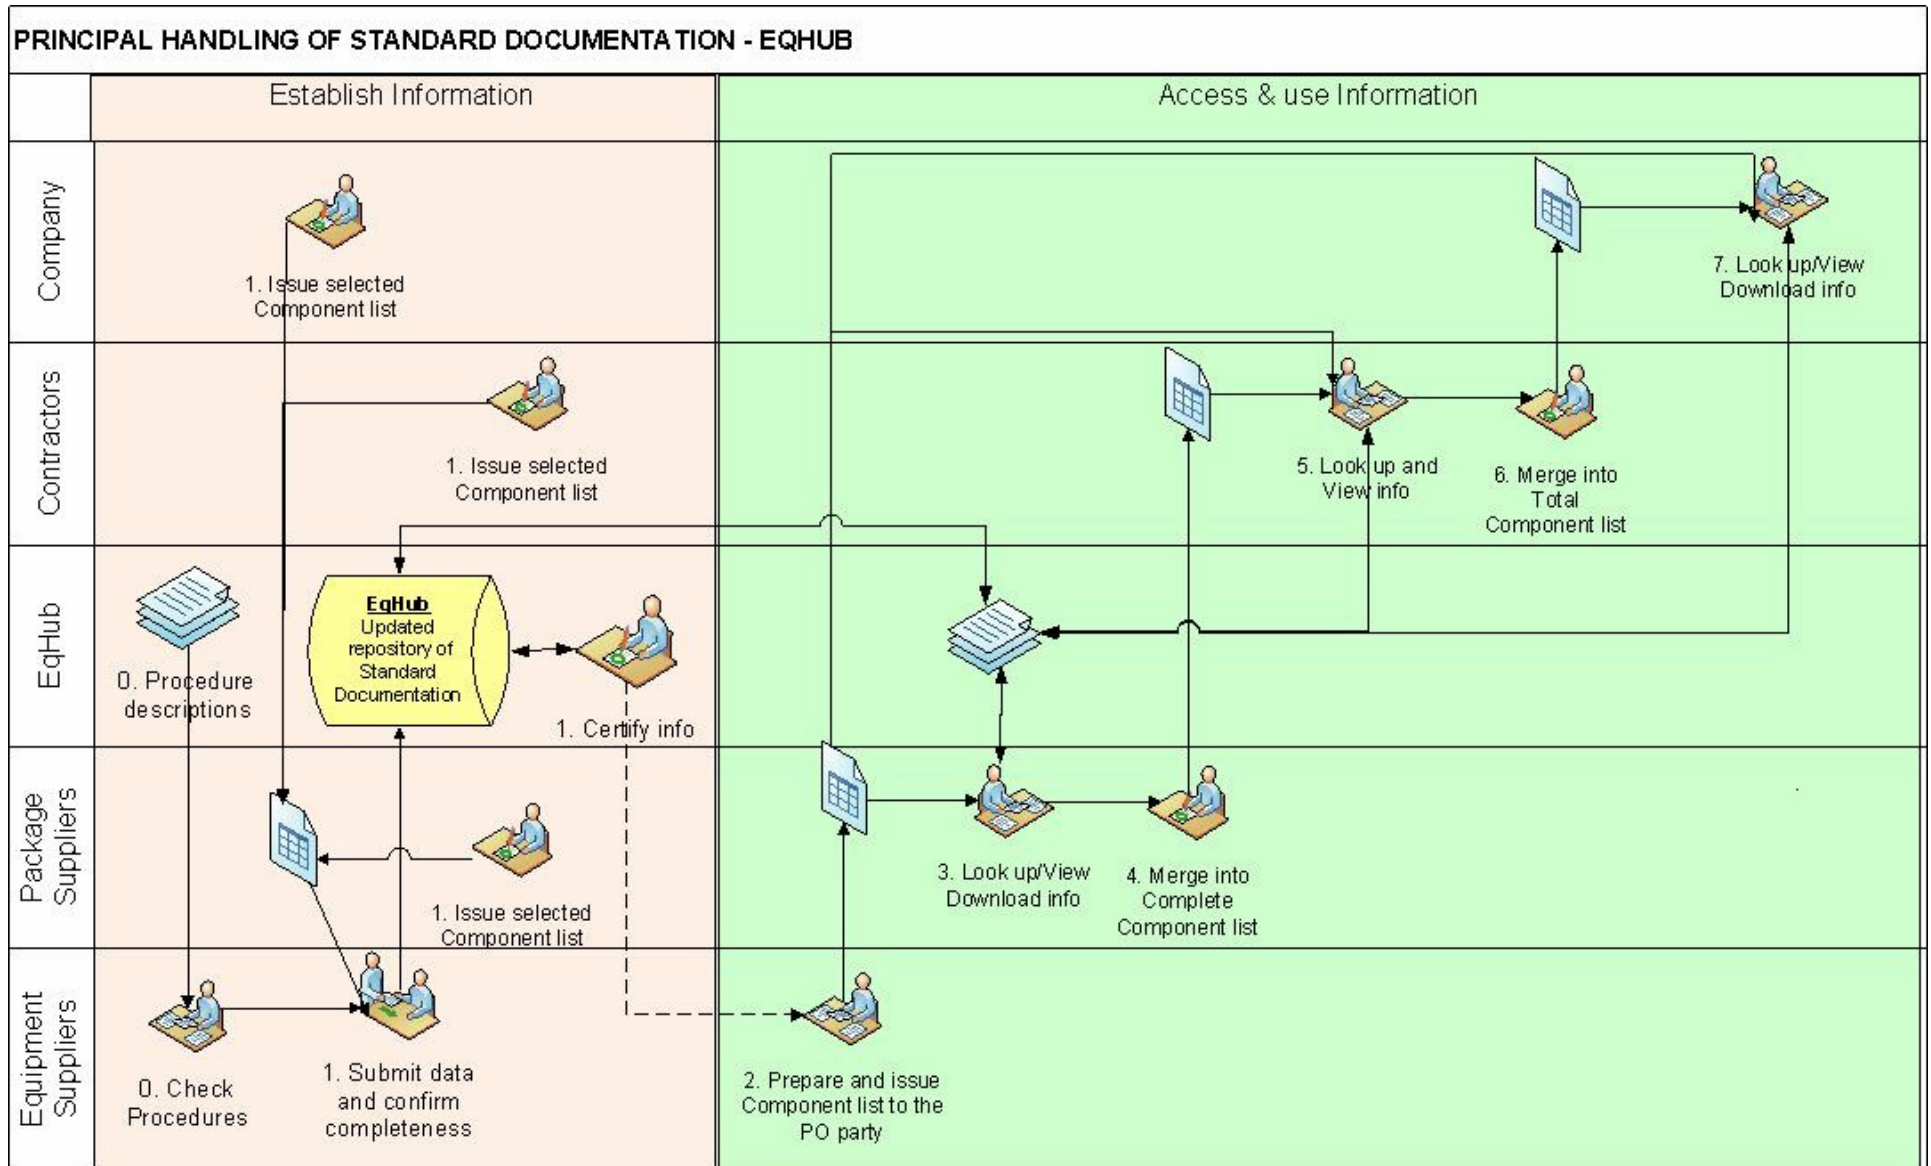 PRINCIPAL HANDLING OF STANDARD DOCUMENTATION - EQHUB
Establish Information
Access & use Information
Company
1. Issue selected
Component list
7. Look up/View
Download info
Contractors
1. Issue selected
Component list
5. Look up and
View info
6. Merge into
Total
Component list
EqHub
0. Procedure
descriptions
EqHub
Updated
repository of
Standard
Documentation
1. Certify info
Package
Suppliers
1. Issue selected
Component list
3. Look up/View
Download info
4. Merge into
Complete
Component list
Equipment
Suppliers
0. Check
Procedures
1. Submit data
and confirm
completeness
2. Prepare and issue
Component list to the
PO party